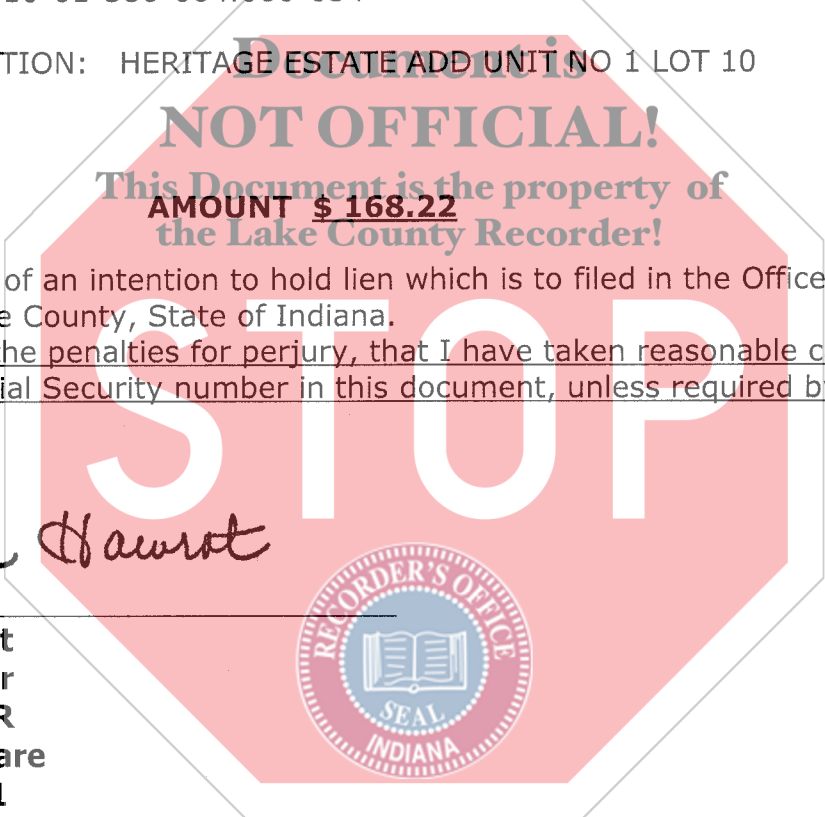 TION: HERITAGE ESTATE ADD UNIT NO 1 LOT 10
Document is
NOT OFFICIAL!
This Document is the property of
AMOUNT $ 168.22
the Lake County Recorder!
of an intention to hold lien which is to filed in the Office
e County, State of Indiana.
the penalties for perjury, that I have taken reasonable c
ial Security number in this document, unless required b
STOP
Hawrot
RECORDER'S OFFICE
SEAL
INDIANA
t
r
R
are
1